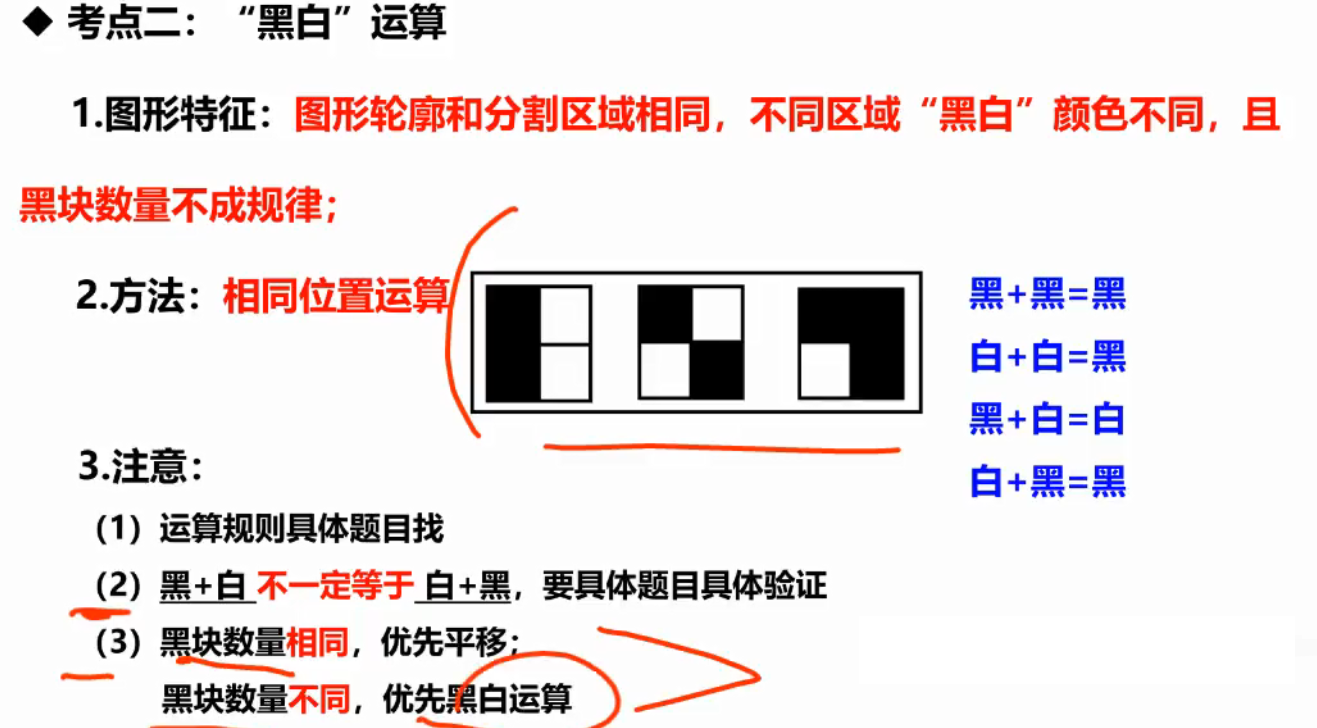 ◆ 考点二：“黑白”运算
1.图形特征：图形轮廓和分割区域相同，不同区域“黑白”颜色不同，且
黑块数量不成规律；
2.方法：相同位置运算
黑+黑=黑
白+白=黑
黑+白=白
白+黑=黑
3.注意：
（1）运算规则具体题目找
（2）黑+白 不一定等于 白+黑，要具体题目具体验证
（3）黑块数量相同，优先平移；
黑块数量不同，优先黑白运算